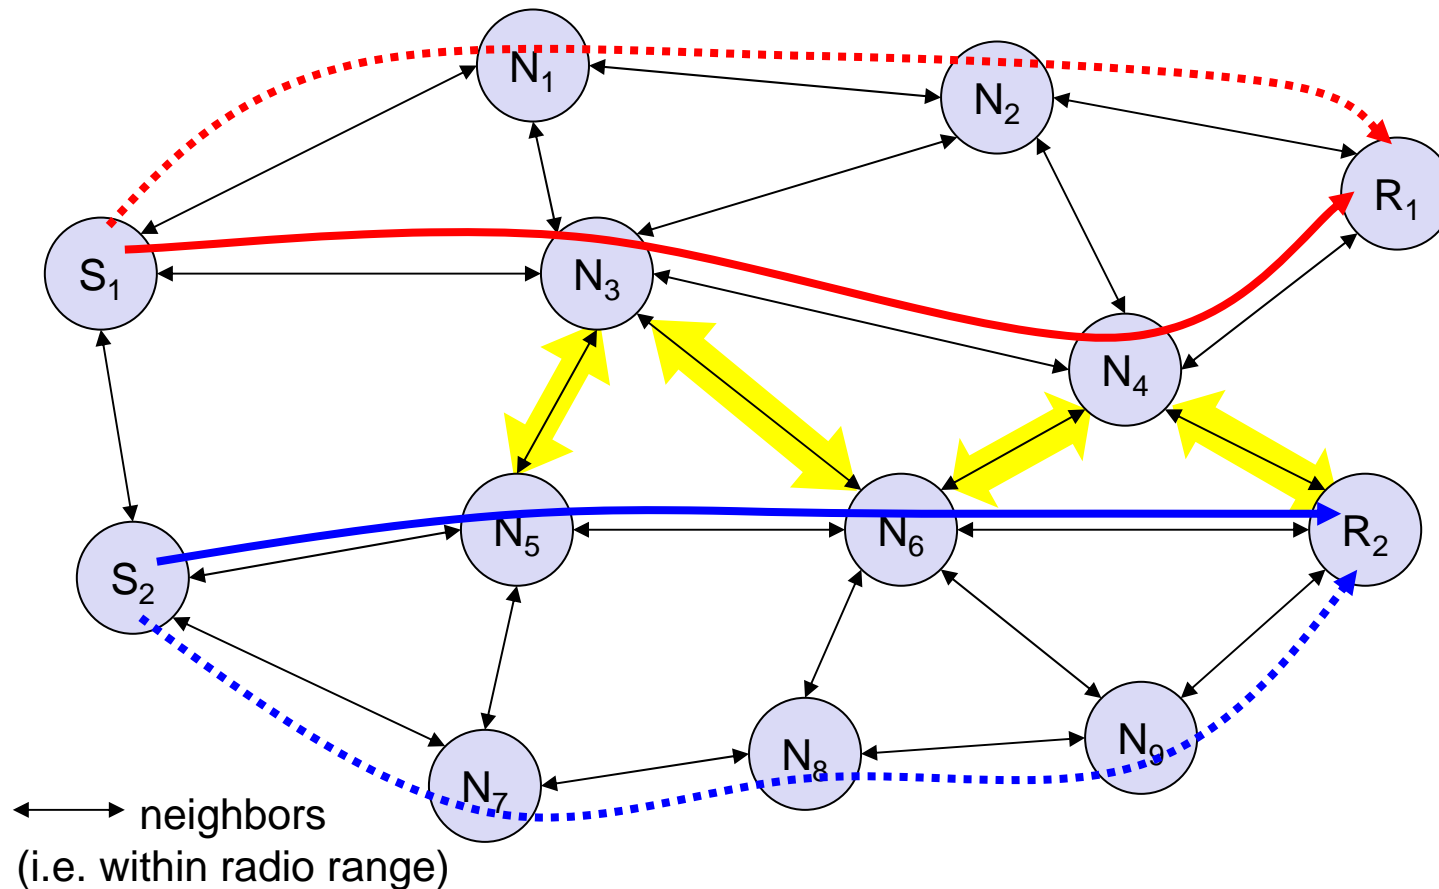 N₁
N₂
R₁
S₁
N₃
N₄
N₅
N₆
R₂
S₂
N₇
N₈
N₉
neighbors
(i.e. within radio range)